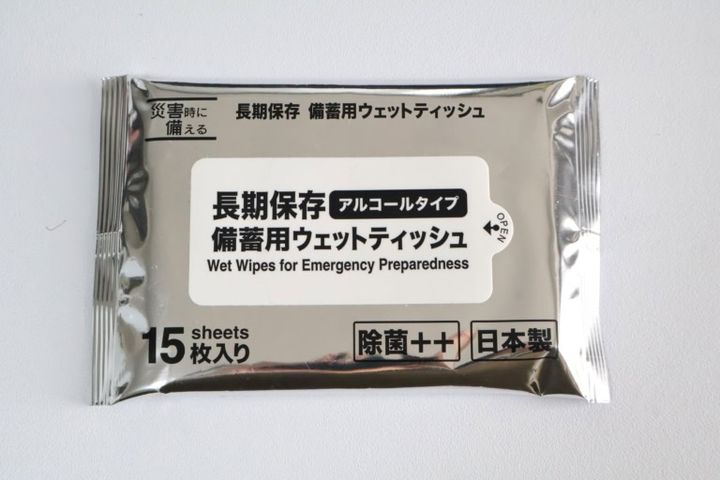 災害時に
備える
長期保存 備蓄用ウェットティッシュ
長期保存 アルコールタイプ
備蓄用ウェットティッシュ
Wet Wipes for Emergency Preparedness
OPEN
15 sheets
枚入り
除菌++ 日本製